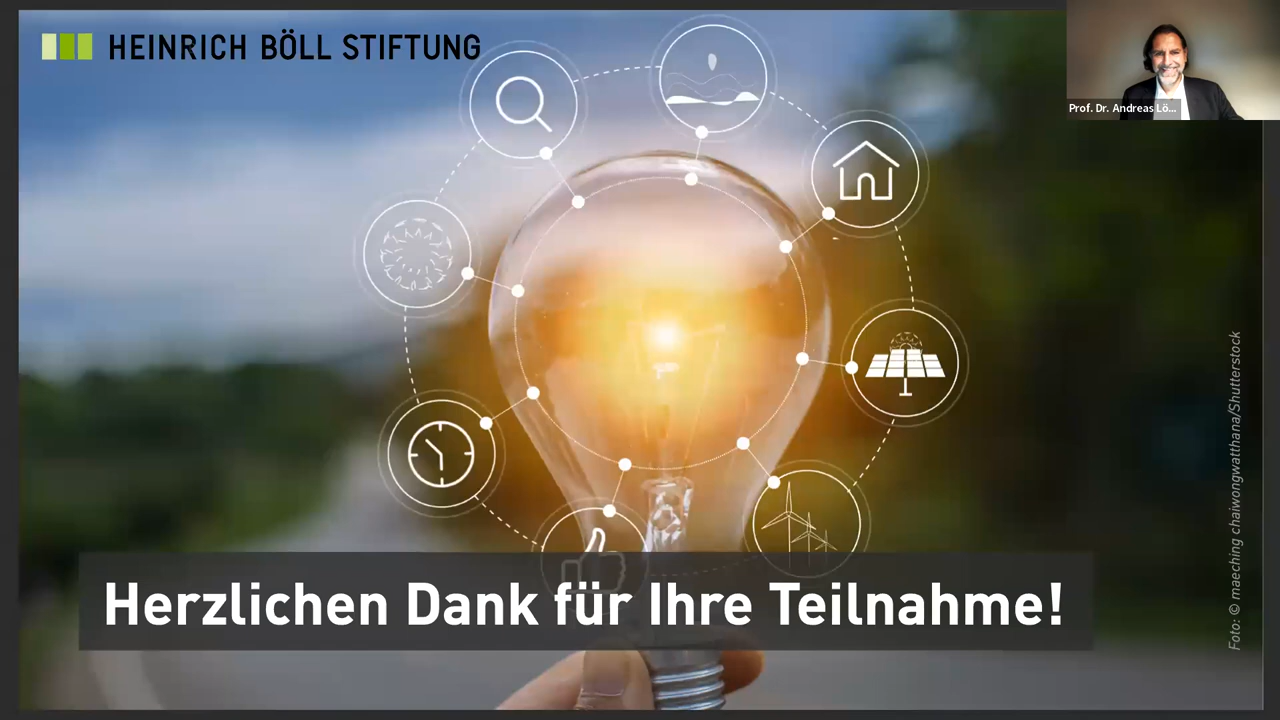 HEINRICH BÖLL STIFTUNG
Prof. Dr. Andreas Lö...
Herzlichen Dank für Ihre Teilnahme!
Foto: © maeching chaiwongwatthana/Shutterstock